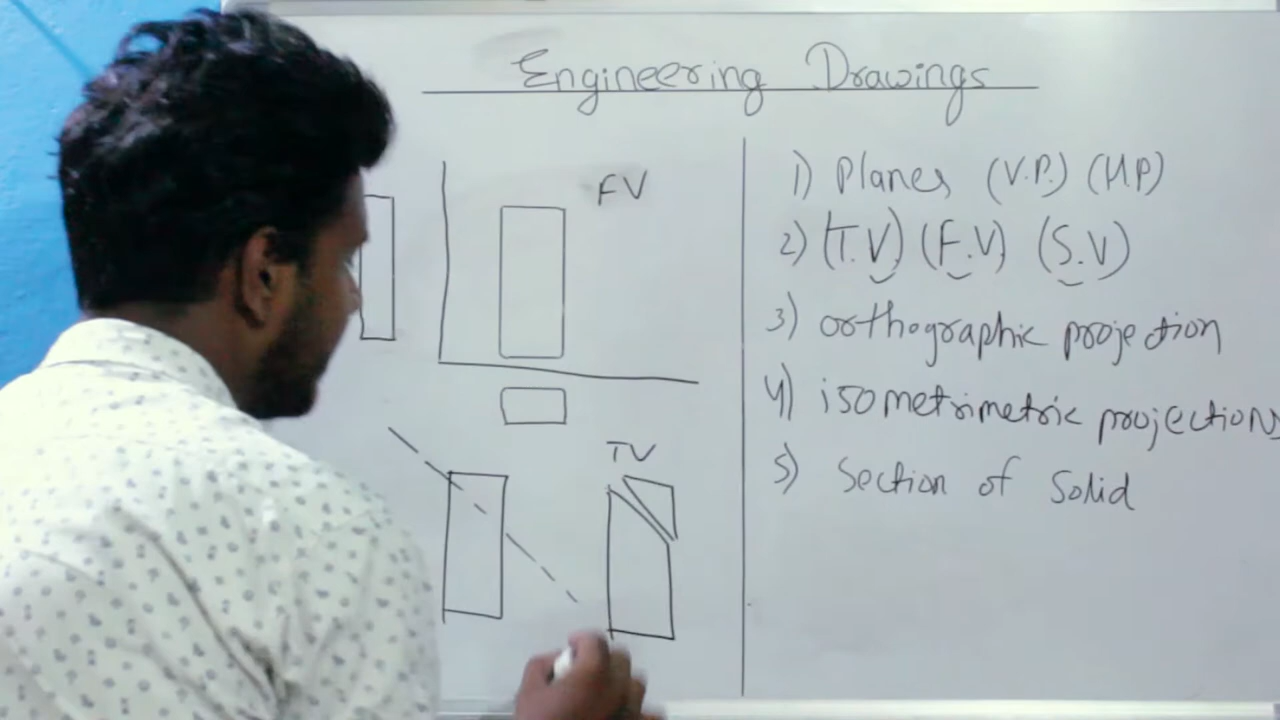 Engineering Drawings
FV
TV
1) Planes (V.P.) (H.P)
2) (T.V) (F.V) (S.V)
3) orthographic projection
4) isometrimetric projections
5) Section of Solid